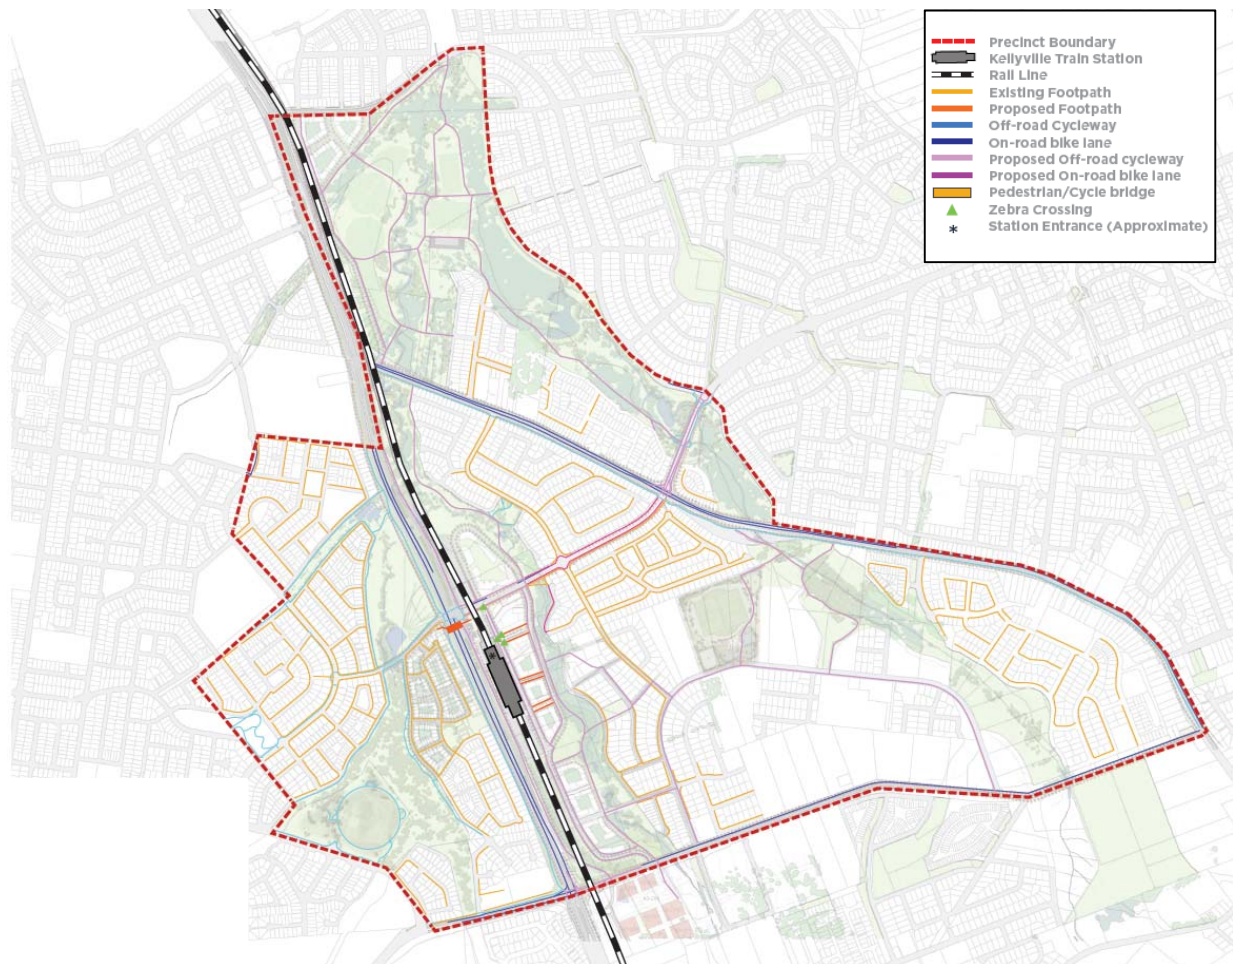 Precinct Boundary
Kellyville Train Station
Rail Line
Existing Footpath
Proposed Footpath
Off-road Cycleway
On-road bike lane
Proposed Off-road cycleway
Proposed On-road bike lane
Pedestrian/Cycle bridge
Zebra Crossing
Station Entrance (Approximate)